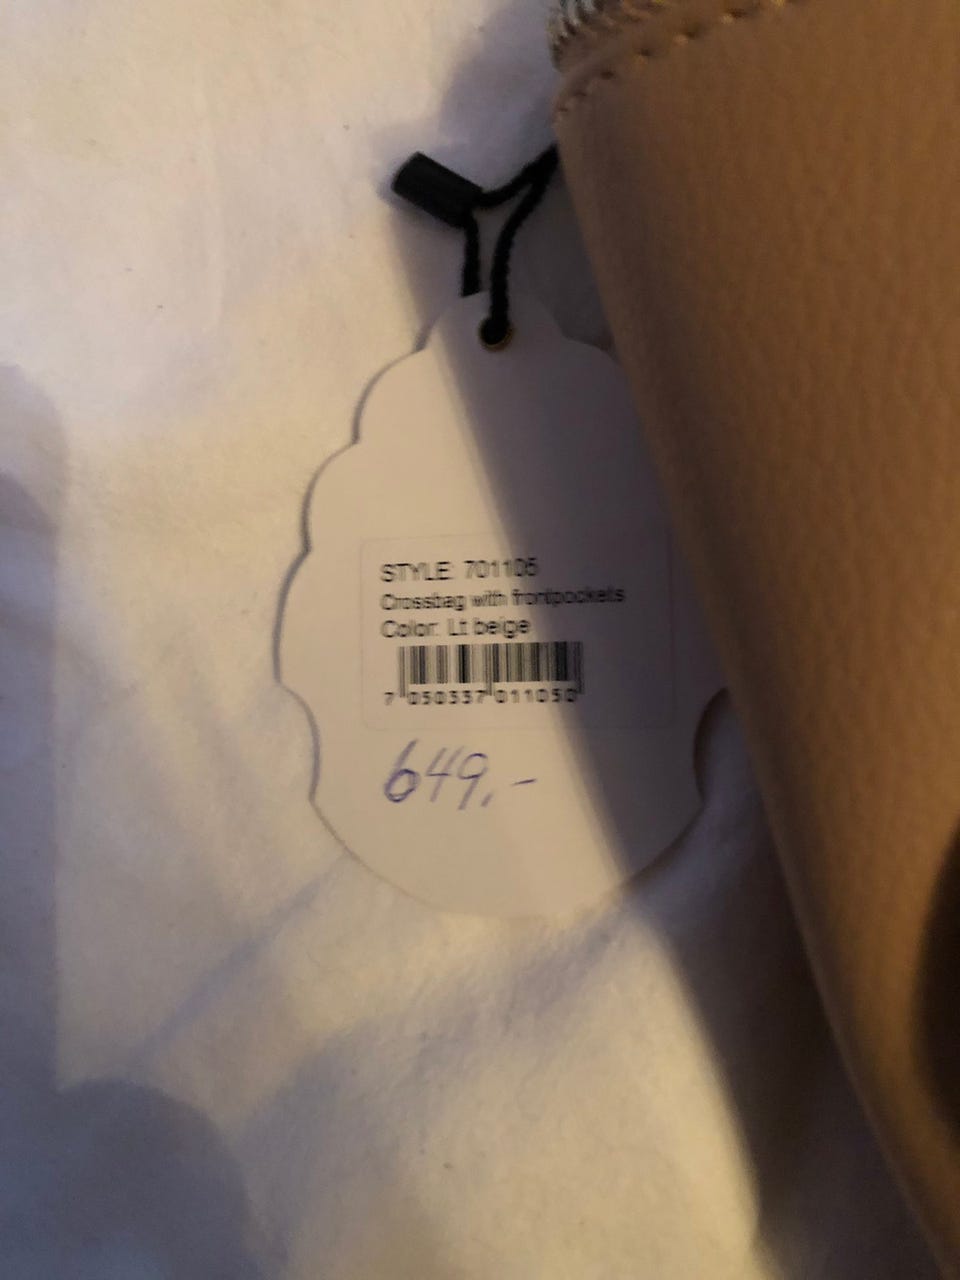 STYLE: 701105
Crossbag with frontpockets
Color: Lt beige
7 050337 011050
649,-